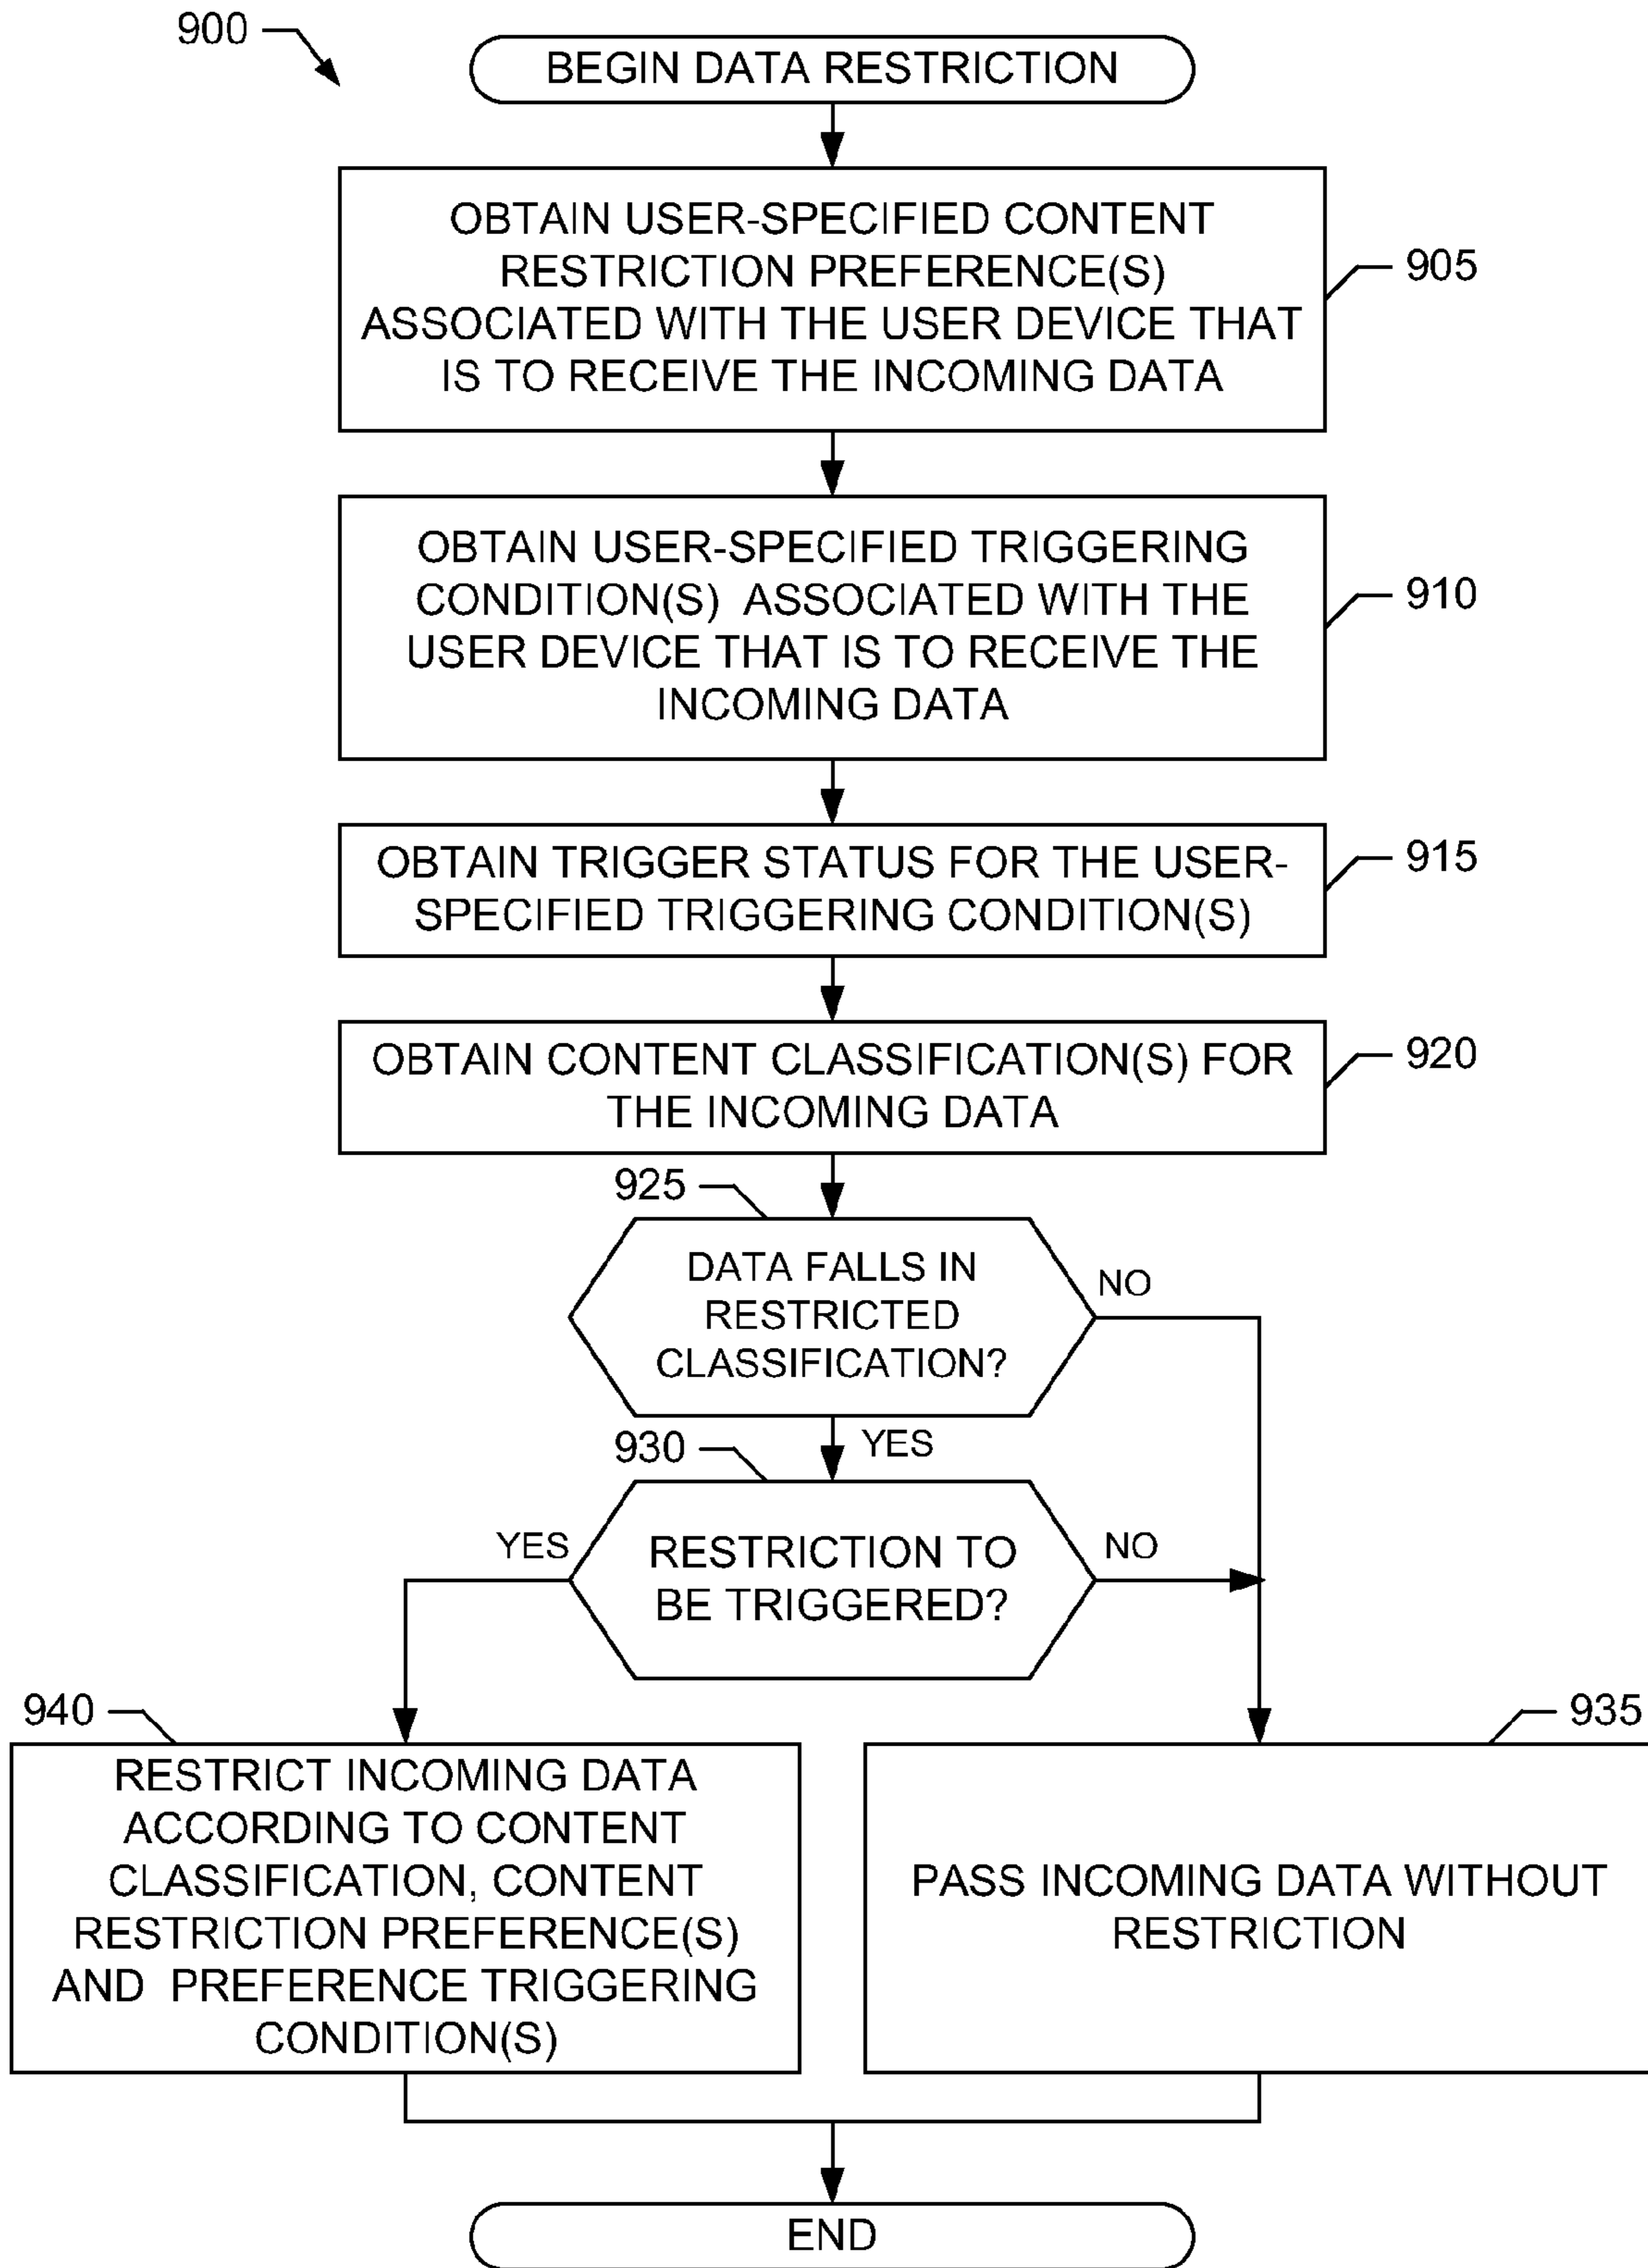 900
BEGIN DATA RESTRICTION
OBTAIN USER-SPECIFIED CONTENT
RESTRICTION PREFERENCE(S)
ASSOCIATED WITH THE USER DEVICE THAT
IS TO RECEIVE THE INCOMING DATA
905
OBTAIN USER-SPECIFIED TRIGGERING
CONDITION(S) ASSOCIATED WITH THE
USER DEVICE THAT IS TO RECEIVE THE
INCOMING DATA
910
OBTAIN TRIGGER STATUS FOR THE USER-
SPECIFIED TRIGGERING CONDITION(S)
915
OBTAIN CONTENT CLASSIFICATION(S) FOR
THE INCOMING DATA
920
925
DATA FALLS IN
RESTRICTED
CLASSIFICATION?
NO
YES
930
RESTRICTION TO
BE TRIGGERED?
YES
NO
940
RESTRICT INCOMING DATA
ACCORDING TO CONTENT
CLASSIFICATION, CONTENT
RESTRICTION PREFERENCE(S)
AND PREFERENCE TRIGGERING
CONDITION(S)
935
PASS INCOMING DATA WITHOUT
RESTRICTION
END